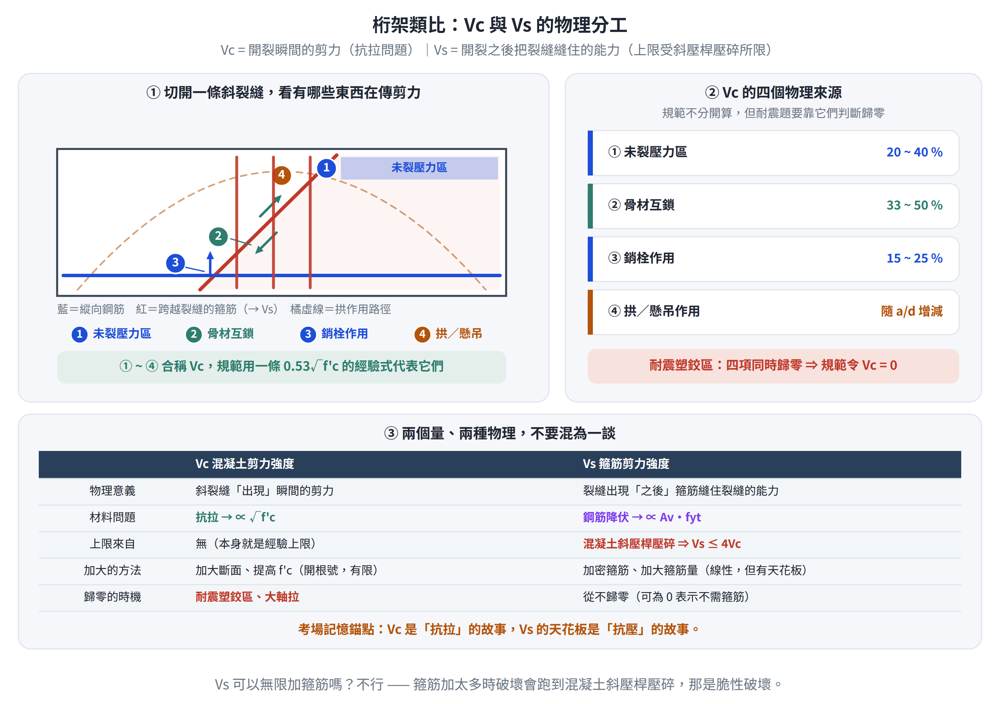 桁架類比：Vc 與 Vs 的物理分工
Vc = 開裂瞬間的剪力（抗拉問題）｜Vs = 開裂之後把裂縫縫住的能力（上限受斜壓桿壓碎所限）
① 切開一條斜裂縫，看有哪些東西在傳剪力
未裂壓力區
1
4
2
3
藍＝縱向鋼筋　紅＝跨越裂縫的箍筋（→ Vs）　橘虛線＝拱作用路徑
1 未裂壓力區 2 骨材互鎖 3 銷栓作用 4 拱／懸吊
① ~ ④ 合稱 Vc，規範用一條 0.53√f'c 的經驗式代表它們
② Vc 的四個物理來源
規範不分開算，但耐震題要靠它們判斷歸零
① 未裂壓力區 20 ~ 40 %
② 骨材互鎖 33 ~ 50 %
③ 銷栓作用 15 ~ 25 %
④ 拱／懸吊作用 隨 a/d 增減
耐震塑鉸區：四項同時歸零 ⇒ 規範令 Vc = 0
③ 兩個量、兩種物理，不要混為一談
Vc 混凝土剪力強度 Vs 箍筋剪力強度
物理意義 斜裂縫「出現」瞬間的剪力 裂縫出現「之後」箍筋縫住裂縫的能力
材料問題 抗拉 → ∝ √f'c 鋼筋降伏 → ∝ Av・fyt
上限來自 無（本身就是經驗上限） 混凝土斜壓桿壓碎 ⇒ Vs ≤ 4Vc
加大的方法 加大斷面、提高 f'c（開根號，有限） 加密箍筋、加大箍筋量（線性，但有天花板）
歸零的時機 耐震塑鉸區、大軸拉 從不歸零（可為 0 表示不需箍筋）
考場記憶錨點：Vc 是「抗拉」的故事，Vs 的天花板是「抗壓」的故事。
Vs 可以無限加箍筋嗎？不行 —— 箍筋加太多時破壞會跑到混凝土斜壓桿壓碎，那是脆性破壞。